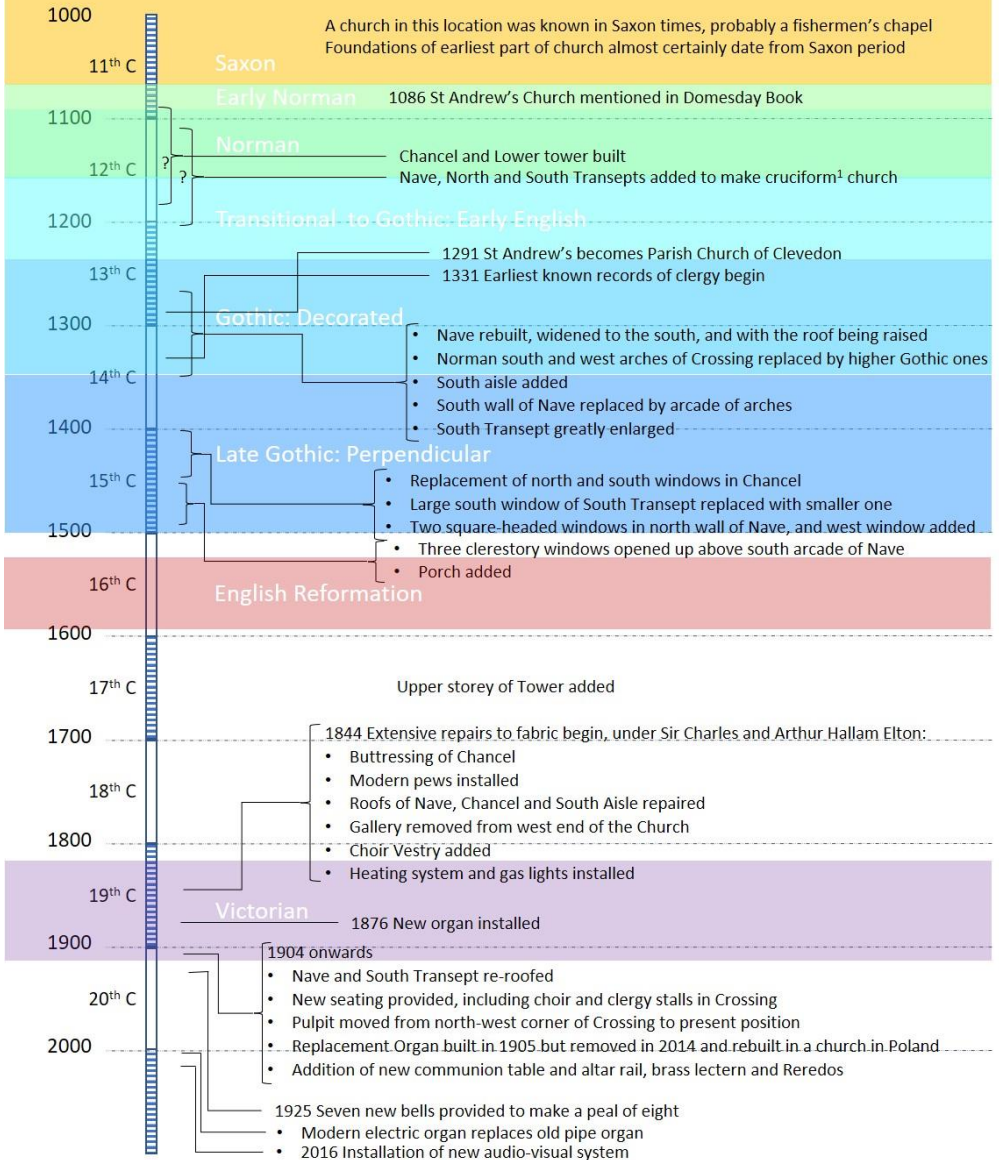 1000
A church in this location was known in Saxon times, probably a fishermen's chapel
Foundations of earliest part of church almost certainly date from Saxon period
11th C
Saxon
Early Norman
1086 St Andrew's Church mentioned in Domesday Book
1100
Norman
?
Chancel and Lower tower built
12th C
?
Nave, North and South Transepts added to make cruciform¹ church
1200
Transitional to Gothic: Early English
1291 St Andrew's becomes Parish Church of Clevedon
13th C
1331 Earliest known records of clergy begin
1300
Gothic: Decorated
• Nave rebuilt, widened to the south, and with the roof being raised
• Norman south and west arches of Crossing replaced by higher Gothic ones
14th C
• South aisle added
• South wall of Nave replaced by arcade of arches
1400
• South Transept greatly enlarged
Late Gothic: Perpendicular
15th C
• Replacement of north and south windows in Chancel
• Large south window of South Transept replaced with smaller one
• Two square-headed windows in north wall of Nave, and west window added
1500
• Three clerestory windows opened up above south arcade of Nave
• Porch added
16th C
English Reformation
1600
17th C
Upper storey of Tower added
1700
1844 Extensive repairs to fabric begin, under Sir Charles and Arthur Hallam Elton:
• Buttressing of Chancel
• Modern pews installed
18th C
• Roofs of Nave, Chancel and South Aisle repaired
• Gallery removed from west end of the Church
1800
• Choir Vestry added
• Heating system and gas lights installed
19th C
Victorian
1876 New organ installed
1900
1904 onwards
• Nave and South Transept re-roofed
20th C
• New seating provided, including choir and clergy stalls in Crossing
• Pulpit moved from north-west corner of Crossing to present position
2000
• Replacement Organ built in 1905 but removed in 2014 and rebuilt in a church in Poland
• Addition of new communion table and altar rail, brass lectern and Reredos
1925 Seven new bells provided to make a peal of eight
• Modern electric organ replaces old pipe organ
• 2016 Installation of new audio-visual system